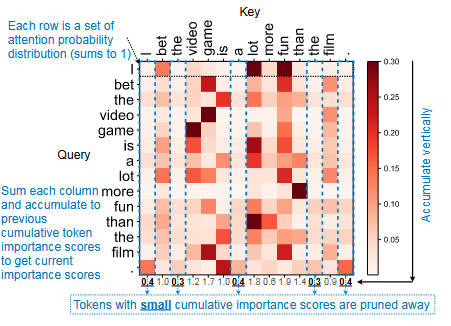 Key
Each row is a set of
attention probability
distribution (sums to 1)
I bet the video game is a lot more fun than the film .
I
bet
the
video
game
is
a
lot
more
fun
than
the
film
.
Query
Sum each column
and accumulate to
previous
cumulative token
importance scores
to get current
importance scores
0.30
0.25
0.20
0.15
0.10
0.05
Accumulate vertically
0.4 1.0 0.3 1.2 1.7 1.0 0.4 1.8 0.6 1.9 1.4 0.3 0.9 0.4
Tokens with small cumulative importance scores are pruned away